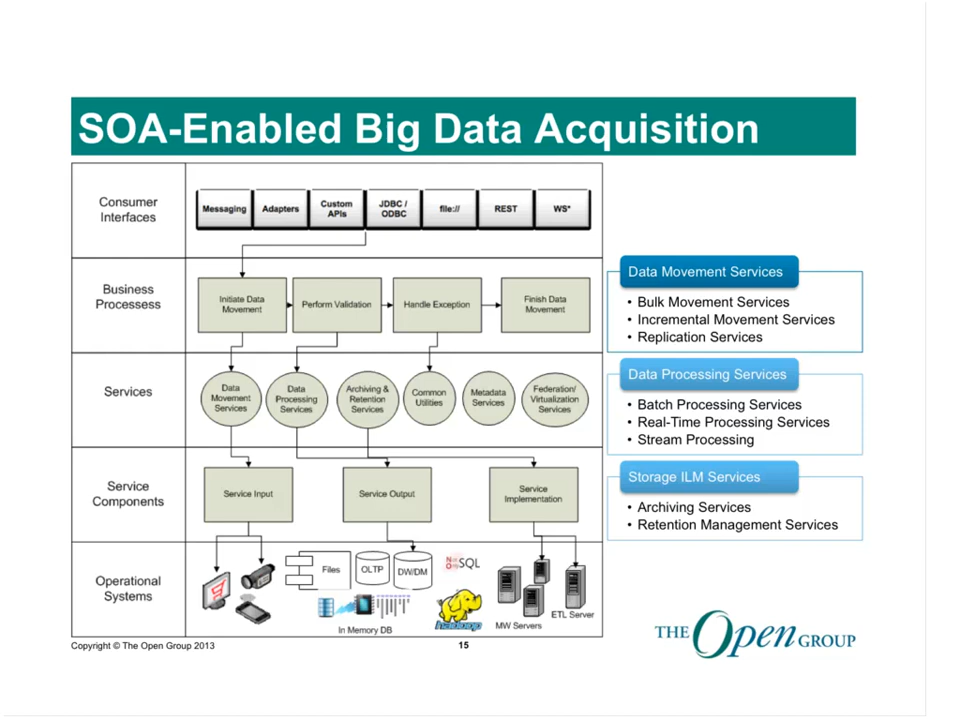 SOA-Enabled Big Data Acquisition
Consumer
Interfaces
Messaging
Adapters
Custom
APIs
JDBC /
ODBC
file://
REST
WS*
Business
Processess
Initiate Data
Movement
Perform Validation
Handle Exception
Finish Data
Movement
Services
Data
Movement
Services
Data
Processing
Services
Archiving &
Retention
Services
Common
Utilities
Metadata
Services
Federation/
Virtualization
Services
Service
Components
Service Input
Service Output
Service
Implementation
Operational
Systems
Files
OLTP
DW/DM
In Memory DB
No SQL
hadoop
MW Servers
ETL Server
Data Movement Services
• Bulk Movement Services
• Incremental Movement Services
• Replication Services
Data Processing Services
• Batch Processing Services
• Real-Time Processing Services
• Stream Processing
Storage ILM Services
• Archiving Services
• Retention Management Services
Copyright © The Open Group 2013
15
THE Open GROUP